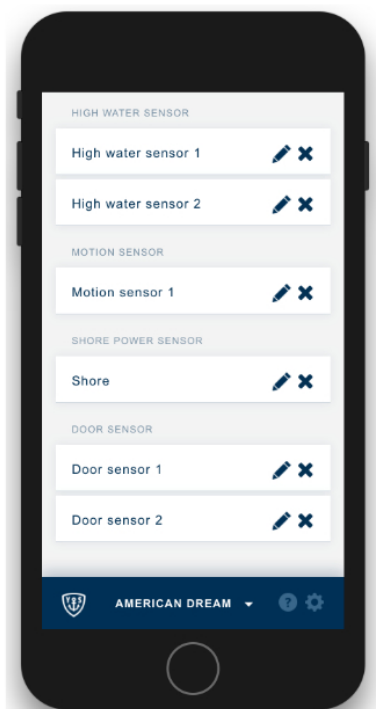 HIGH WATER SENSOR
High water sensor 1
High water sensor 2
MOTION SENSOR
Motion sensor 1
SHORE POWER SENSOR
Shore
DOOR SENSOR
Door sensor 1
Door sensor 2
YBS
AMERICAN DREAM
?